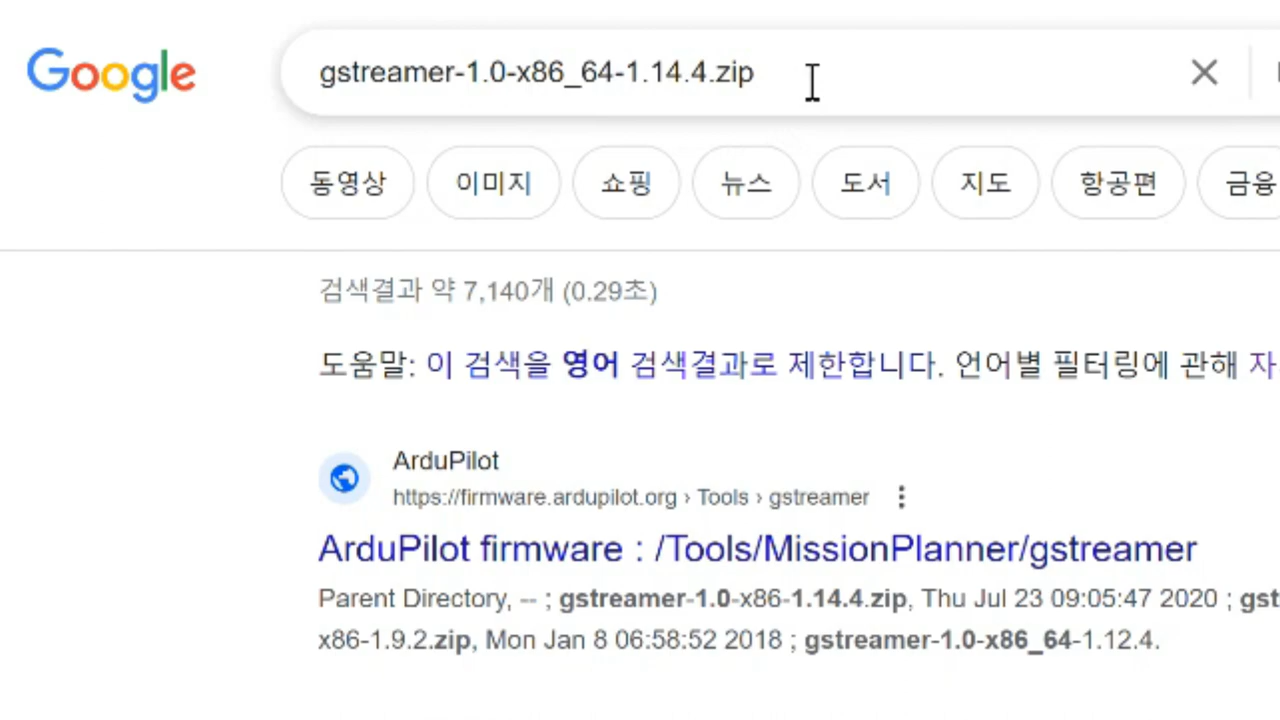 Google
gstreamer-1.0-x86_64-1.14.4.zip
동영상 이미지 쇼핑 뉴스 도서 지도 항공편 금융
검색결과 약 7,140개 (0.29초)
도움말: 이 검색을 영어 검색결과로 제한합니다. 언어별 필터링에 관해 자
ArduPilot
https://firmware.ardupilot.org › Tools › gstreamer
ArduPilot firmware : /Tools/MissionPlanner/gstreamer
Parent Directory, -- ; gstreamer-1.0-x86-1.14.4.zip, Thu Jul 23 09:05:47 2020 ; gst
x86-1.9.2.zip, Mon Jan 8 06:58:52 2018 ; gstreamer-1.0-x86_64-1.12.4.